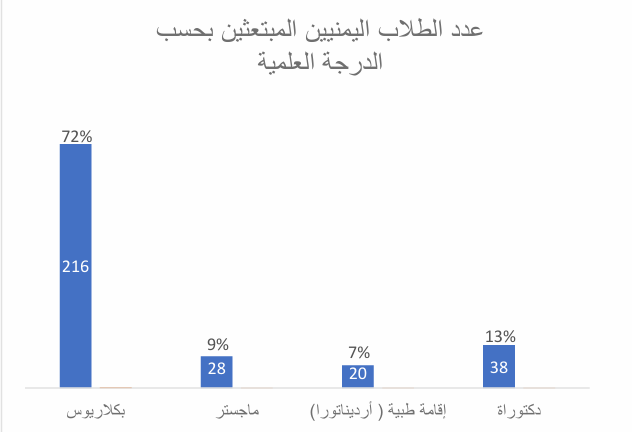 عدد الطلاب اليمنيين المبتعثين بحسب
الدرجة العلمية
72%
216
9%
28
7%
20
13%
38
بكلاريوس
ماجستر
إقامة طبية ( أرديناتورا)
دكتوراة